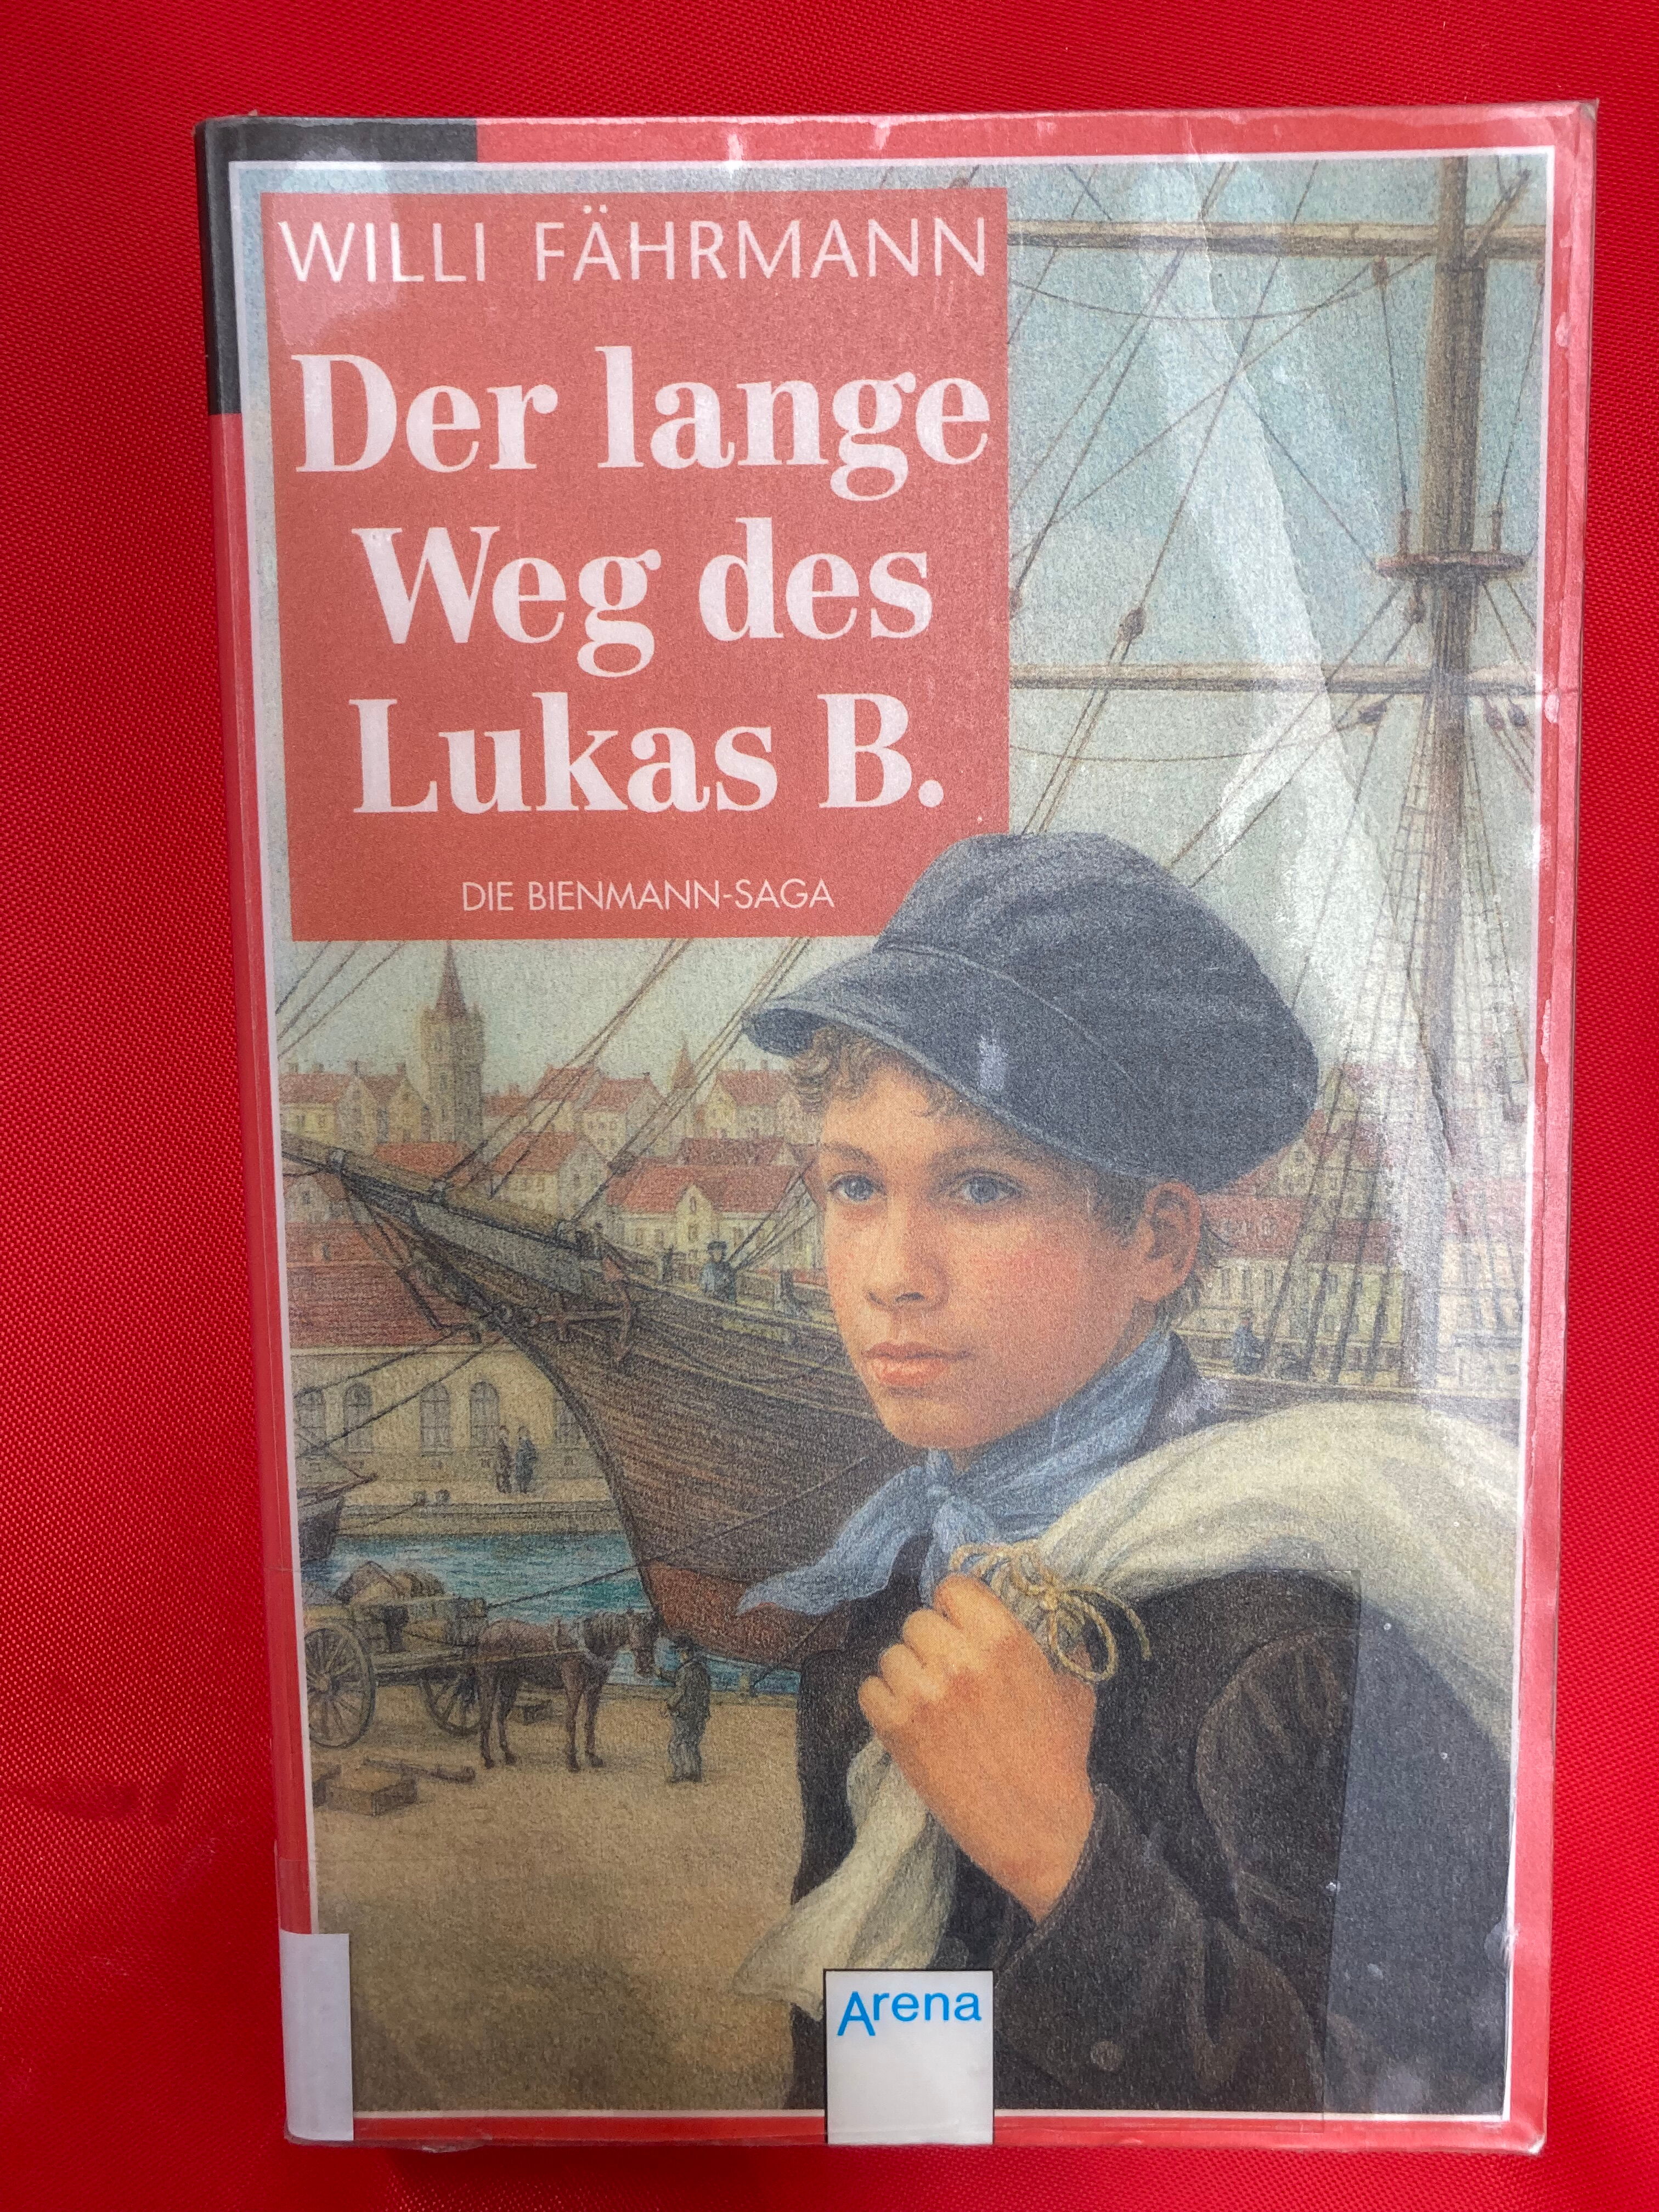 WILLI FÄHRMANN
Der lange
Weg des
Lukas B.
DIE BIENMANN-SAGA
Arena